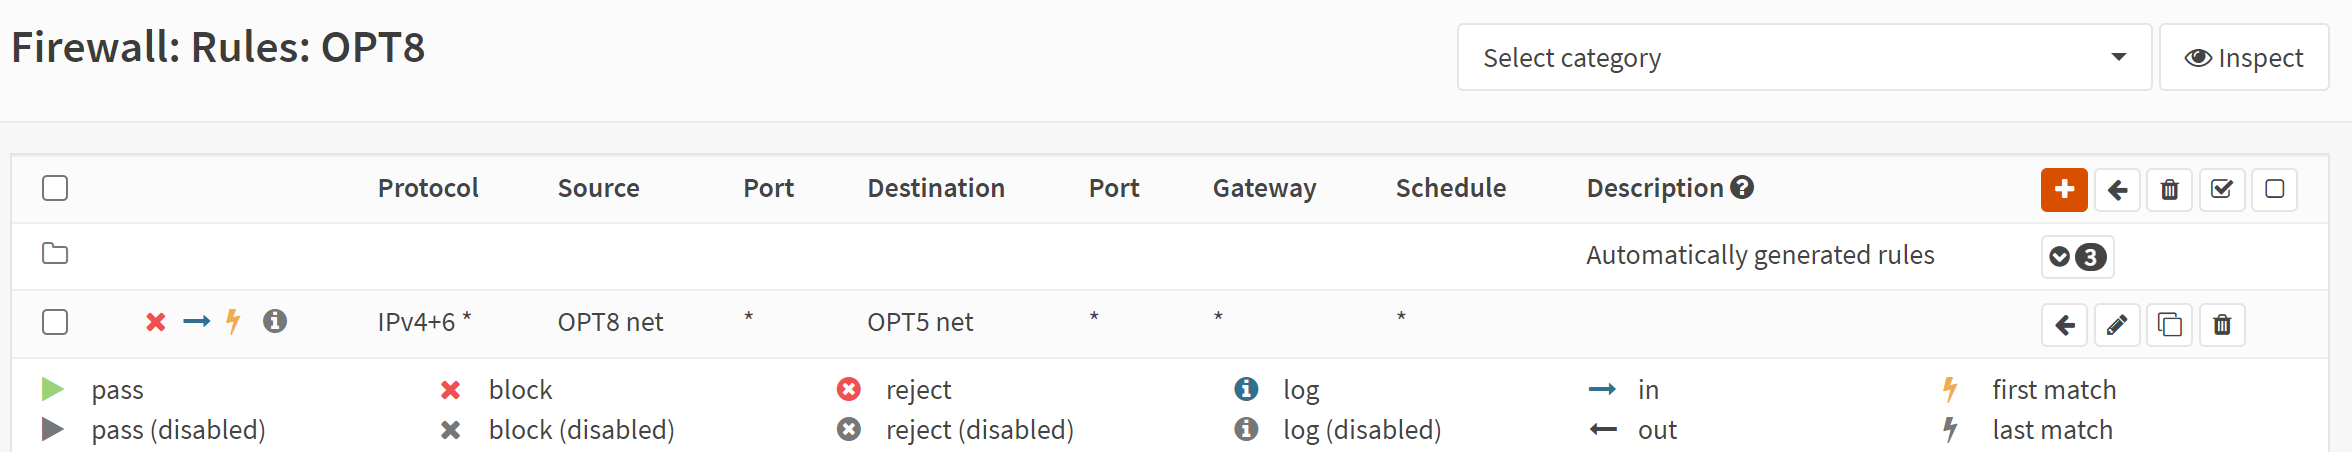 Firewall: Rules: OPT8
Select category
Inspect
Protocol Source Port Destination Port Gateway Schedule Description
Automatically generated rules 3
IPv4+6 * OPT8 net * OPT5 net * * *
pass block reject log in first match
pass (disabled) block (disabled) reject (disabled) log (disabled) out last match